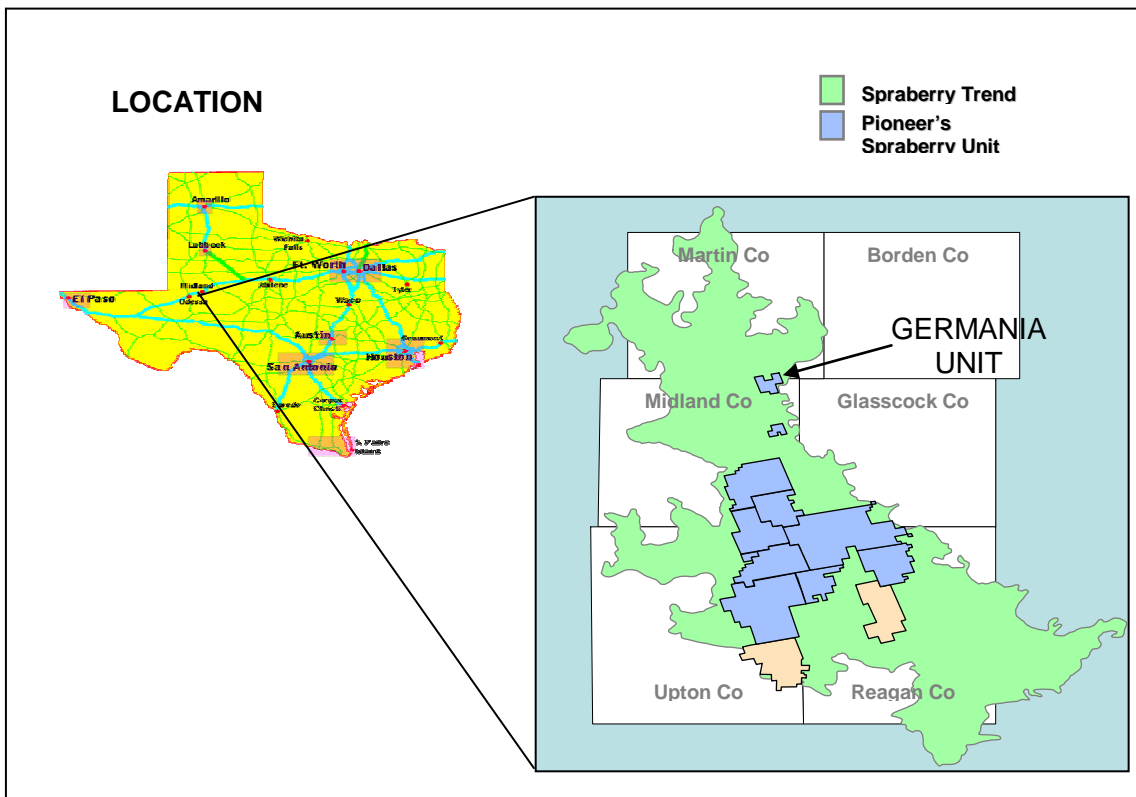 LOCATION
Spraberry Trend
Pioneer's
Spraberry Unit
Amarillo
Lubbock
Wichita
Falls
Ft. Worth
Dallas
Midland
Odessa
Abilene
Tyler
El Paso
Waco
Austin
Beaumont
Houston
San Antonio
Laredo
Corpus
Christi
Martin Co
Borden Co
GERMANIA
UNIT
Midland Co
Glasscock Co
Upton Co
Reagan Co